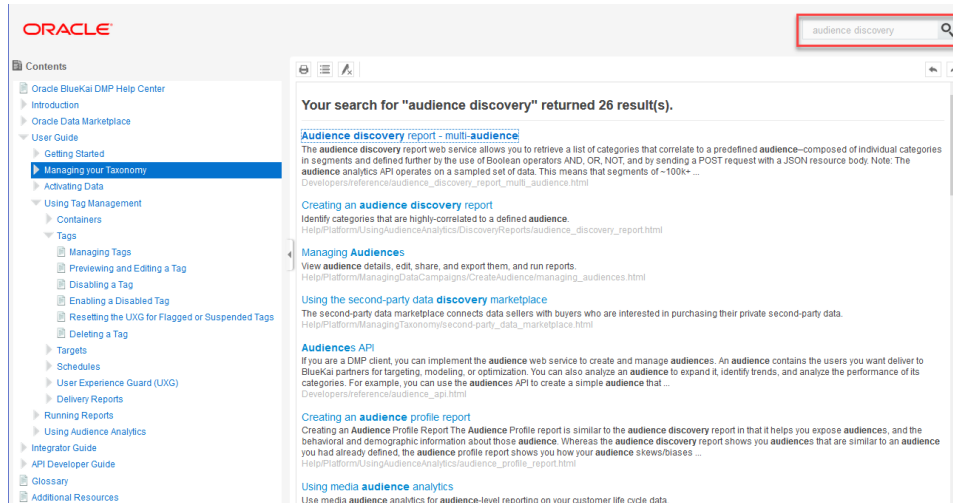 ORACLE
audience discovery
Contents
Oracle BlueKai DMP Help Center
Introduction
Oracle Data Marketplace
User Guide
Getting Started
Managing your Taxonomy
Activating Data
Using Tag Management
Containers
Tags
Managing Tags
Previewing and Editing a Tag
Disabling a Tag
Enabling a Disabled Tag
Resetting the UXG for Flagged or Suspended Tags
Deleting a Tag
Targets
Schedules
User Experience Guard (UXG)
Delivery Reports
Running Reports
Using Audience Analytics
Integrator Guide
API Developer Guide
Glossary
Additional Resources
Your search for "audience discovery" returned 26 result(s).
Audience discovery report - multi-audience
The audience discovery report web service allows you to retrieve a list of categories that correlate to a predefined audience–composed of individual categories
in segments and defined further by the use of Boolean operators AND, OR, NOT, and by sending a POST request with a JSON resource body. Note: The
audience analytics API operates on a sampled set of data. This means that segments of ~100k+ ...
Developers/reference/audience_discovery_report_multi_audience.html
Creating an audience discovery report
Identify categories that are highly-correlated to a defined audience.
Help/Platform/UsingAudienceAnalytics/DiscoveryReports/audience_discovery_report.html
Managing Audiences
View audience details, edit, share, and export them, and run reports.
Help/Platform/ManagingDataCampaigns/CreateAudience/managing_audiences.html
Using the second-party data discovery marketplace
The second-party data marketplace connects data sellers with buyers who are interested in purchasing their private second-party data.
Help/Platform/ManagingTaxonomy/second-party_data_marketplace.html
Audiences API
If you are a DMP client, you can implement the audience web service to create and manage audiences. An audience contains the users you want deliver to
BlueKai partners for targeting, modeling, or optimization. You can also analyze an audience to expand it, identify trends, and analyze the performance of its
categories. For example, you can use the audiences API to create a simple audience that ...
Developers/reference/audience_api.html
Creating an audience profile report
Creating an Audience Profile Report The Audience Profile report is similar to the audience discovery report in that it helps you expose audiences, and the
behavioral and demographic information about those audience. Whereas the audience discovery report shows you audiences that are similar to an audience
you had already defined, the audience profile report shows you how your audience skews/biases ...
Help/Platform/UsingAudienceAnalytics/audience_profile_report.html
Using media audience analytics
Use media audience analytics for audience-level reporting on your customer life cycle data.